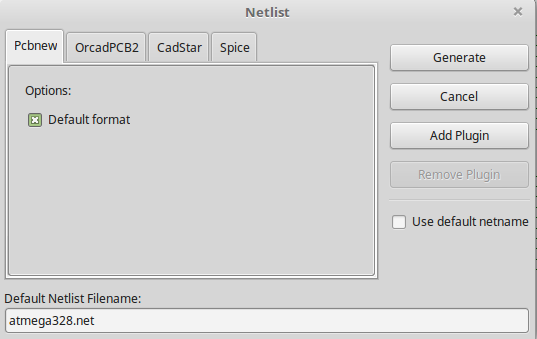 Netlist
Pcbnew OrcadPCB2 CadStar Spice
Options:
Default format
Generate
Cancel
Add Plugin
Remove Plugin
Use default netname
Default Netlist Filename:
atmega328.net